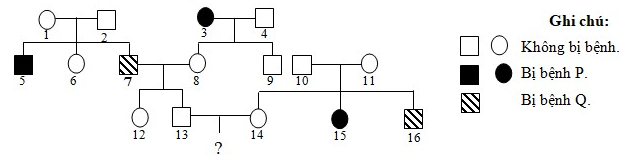 Ghi chú:
1 2 3 4
Không bị bệnh.
5 6 7 8 9 10 11
Bị bệnh P.
Bị bệnh Q.
12 13 14 15 16
?